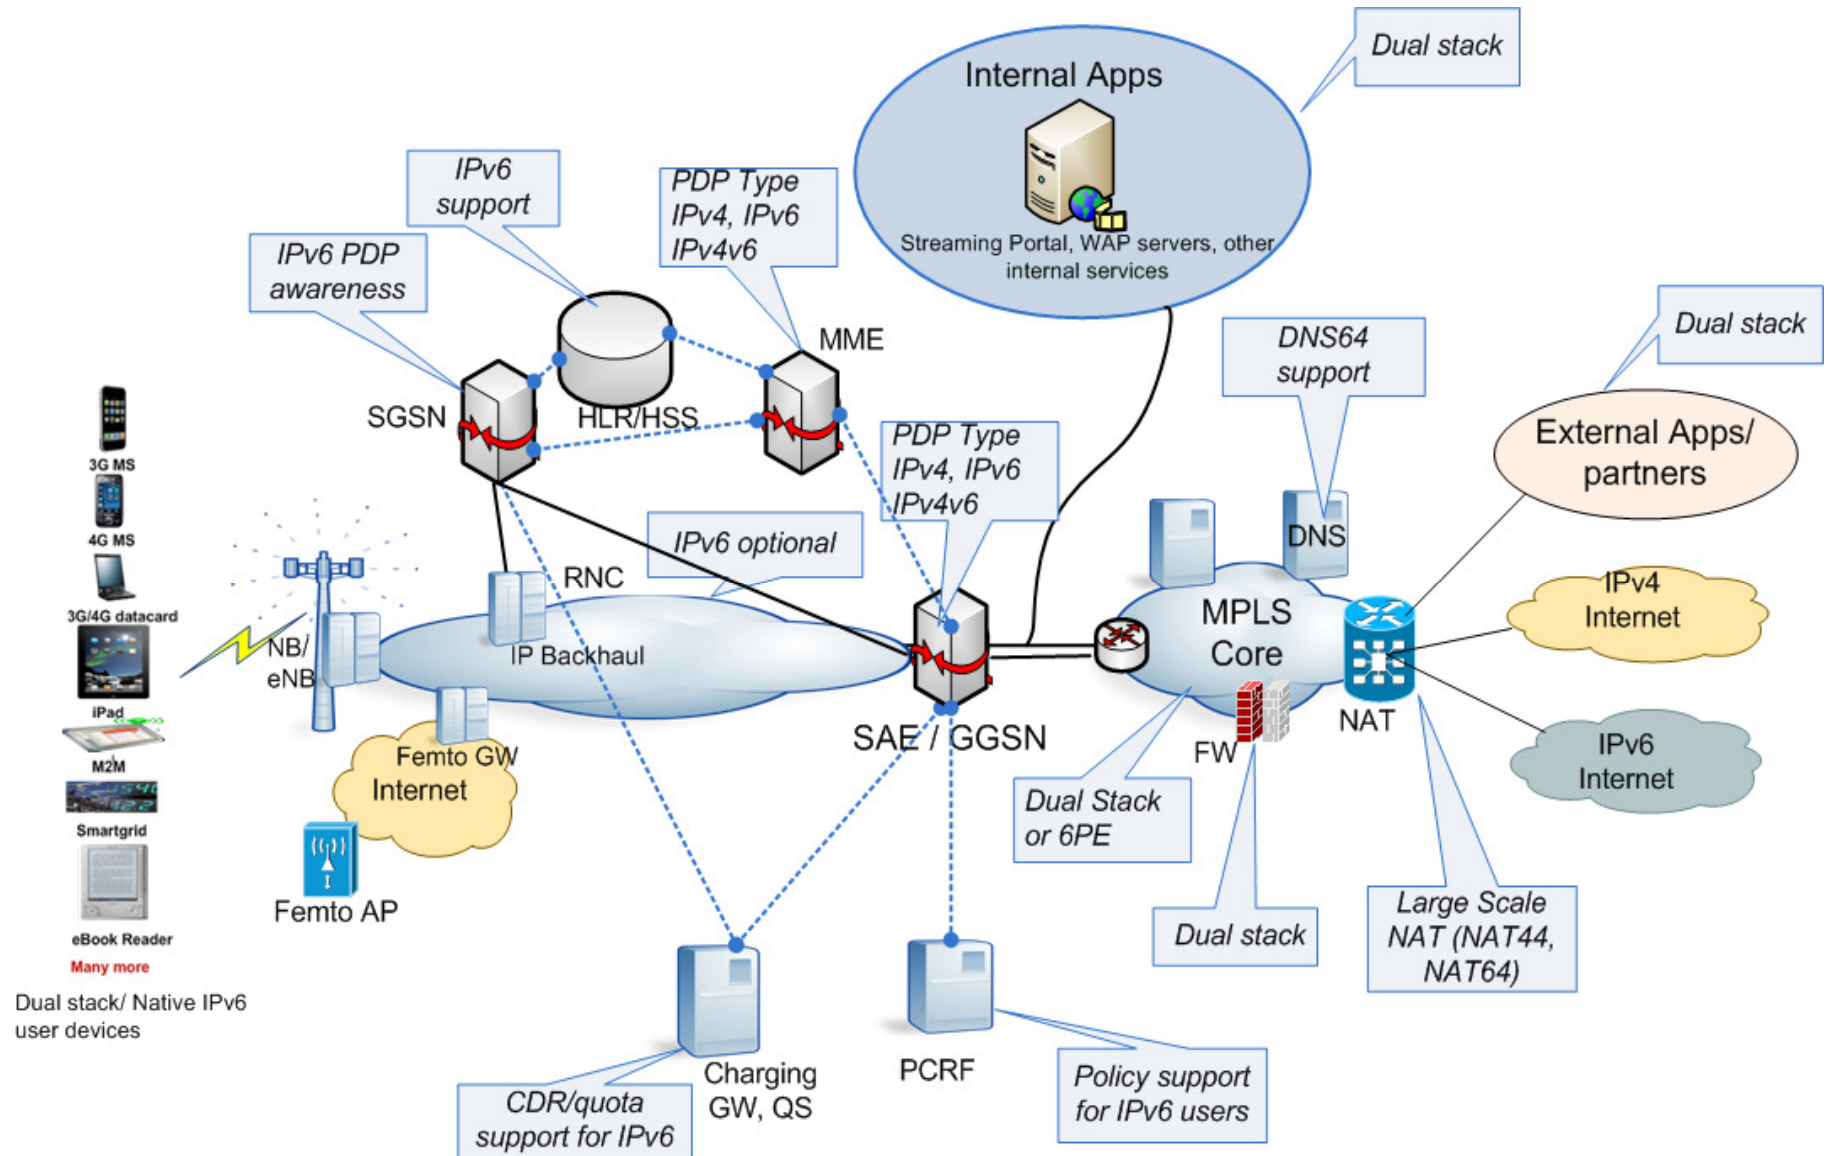 Dual stack
Internal Apps
Streaming Portal, WAP servers, other
internal services
IPv6
support
PDP Type
IPv4, IPv6
IPv4v6
IPv6 PDP
awareness
MME
SGSN
HLR/HSS
DNS64
support
Dual stack
External Apps/
partners
PDP Type
IPv4, IPv6
IPv4v6
IPv6 optional
3G MS
4G MS
3G/4G datacard
iPad
M2M
Smartgrid
eBook Reader
Many more
Dual stack/ Native IPv6
user devices
NB/
eNB
RNC
IP Backhaul
Femto GW
Internet
Femto AP
SAE / GGSN
DNS
MPLS
Core
FW
NAT
IPv4
Internet
IPv6
Internet
Dual Stack
or 6PE
Dual stack
Large Scale
NAT (NAT44,
NAT64)
Charging
GW, QS
CDR/quota
support for IPv6
PCRF
Policy support
for IPv6 users